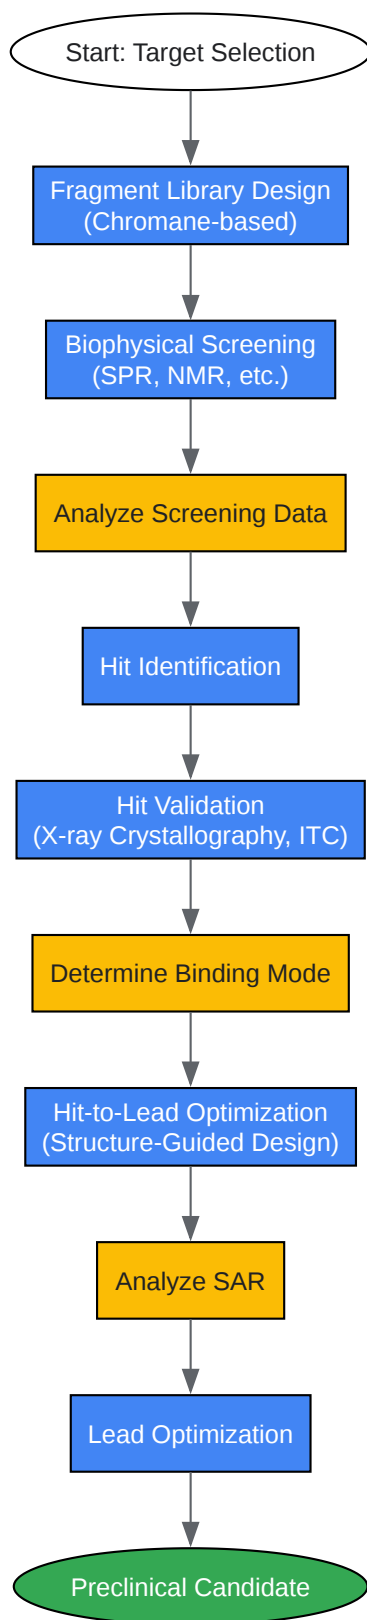 Start: Target Selection
Fragment Library Design
(Chromane-based)
Biophysical Screening
(SPR, NMR, etc.)
Analyze Screening Data
Hit Identification
Hit Validation
(X-ray Crystallography, ITC)
Determine Binding Mode
Hit-to-Lead Optimization
(Structure-Guided Design)
Analyze SAR
Lead Optimization
Preclinical Candidate